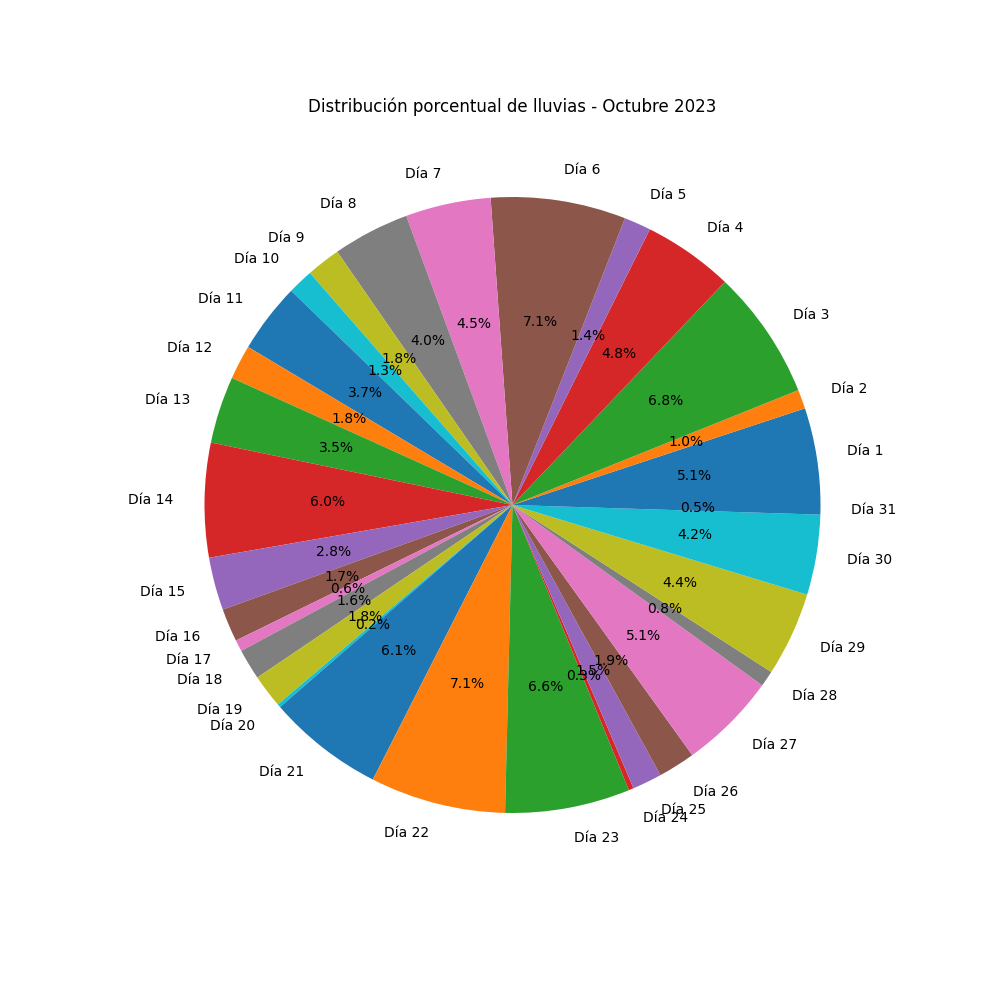 Distribución porcentual de lluvias - Octubre 2023
Día 1
5.1%
Día 2
1.0%
Día 3
6.8%
Día 4
4.8%
Día 5
1.4%
Día 6
7.1%
Día 7
4.5%
Día 8
4.0%
Día 9
1.8%
Día 10
1.3%
Día 11
3.7%
Día 12
1.8%
Día 13
3.5%
Día 14
6.0%
Día 15
2.8%
Día 16
1.7%
Día 17
0.6%
Día 18
1.6%
Día 19
1.8%
Día 20
0.2%
Día 21
6.1%
Día 22
7.1%
Día 23
6.6%
Día 24
0.3%
Día 25
1.5%
Día 26
1.9%
Día 27
5.1%
Día 28
0.8%
Día 29
4.4%
Día 30
4.2%
Día 31
0.5%